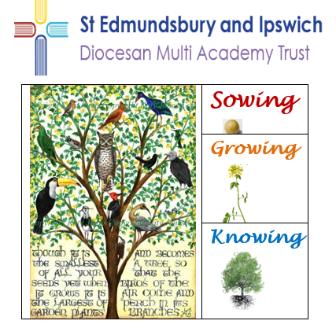 St Edmundsbury and Ipswich
Diocesan Multi Academy Trust
Sowing
Growing
Knowing
though it is
the smallest
of all your
seeds yet when
it grows it is
the largest of
garden plants
and becomes
a tree, so
that the
birds of the
air come and
perch in its
branches